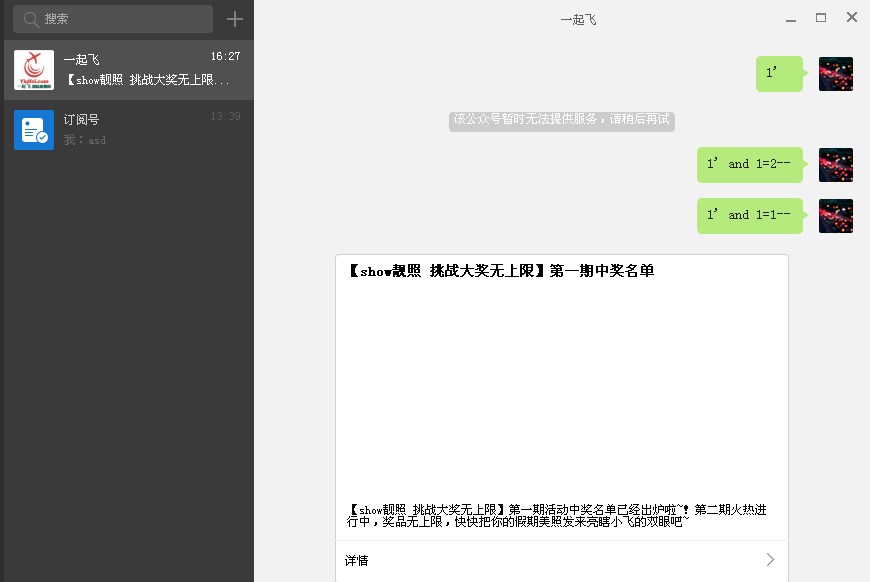 搜索
一起飞
16:27
【show靓照 挑战大奖无上限...
Yiqifei.com
订阅号
13:39
我：asd
一起飞
1’
该公众号暂时无法提供服务，请稍后再试
1’ and 1=2--
1’ and 1=1--
【show靓照 挑战大奖无上限】第一期中奖名单
【show靓照 挑战大奖无上限】第一期活动中奖名单已经出炉啦~! 第二期火热进
行中，奖品无上限，快快把你的假期美照发来亮瞎小飞的双眼吧~
详情